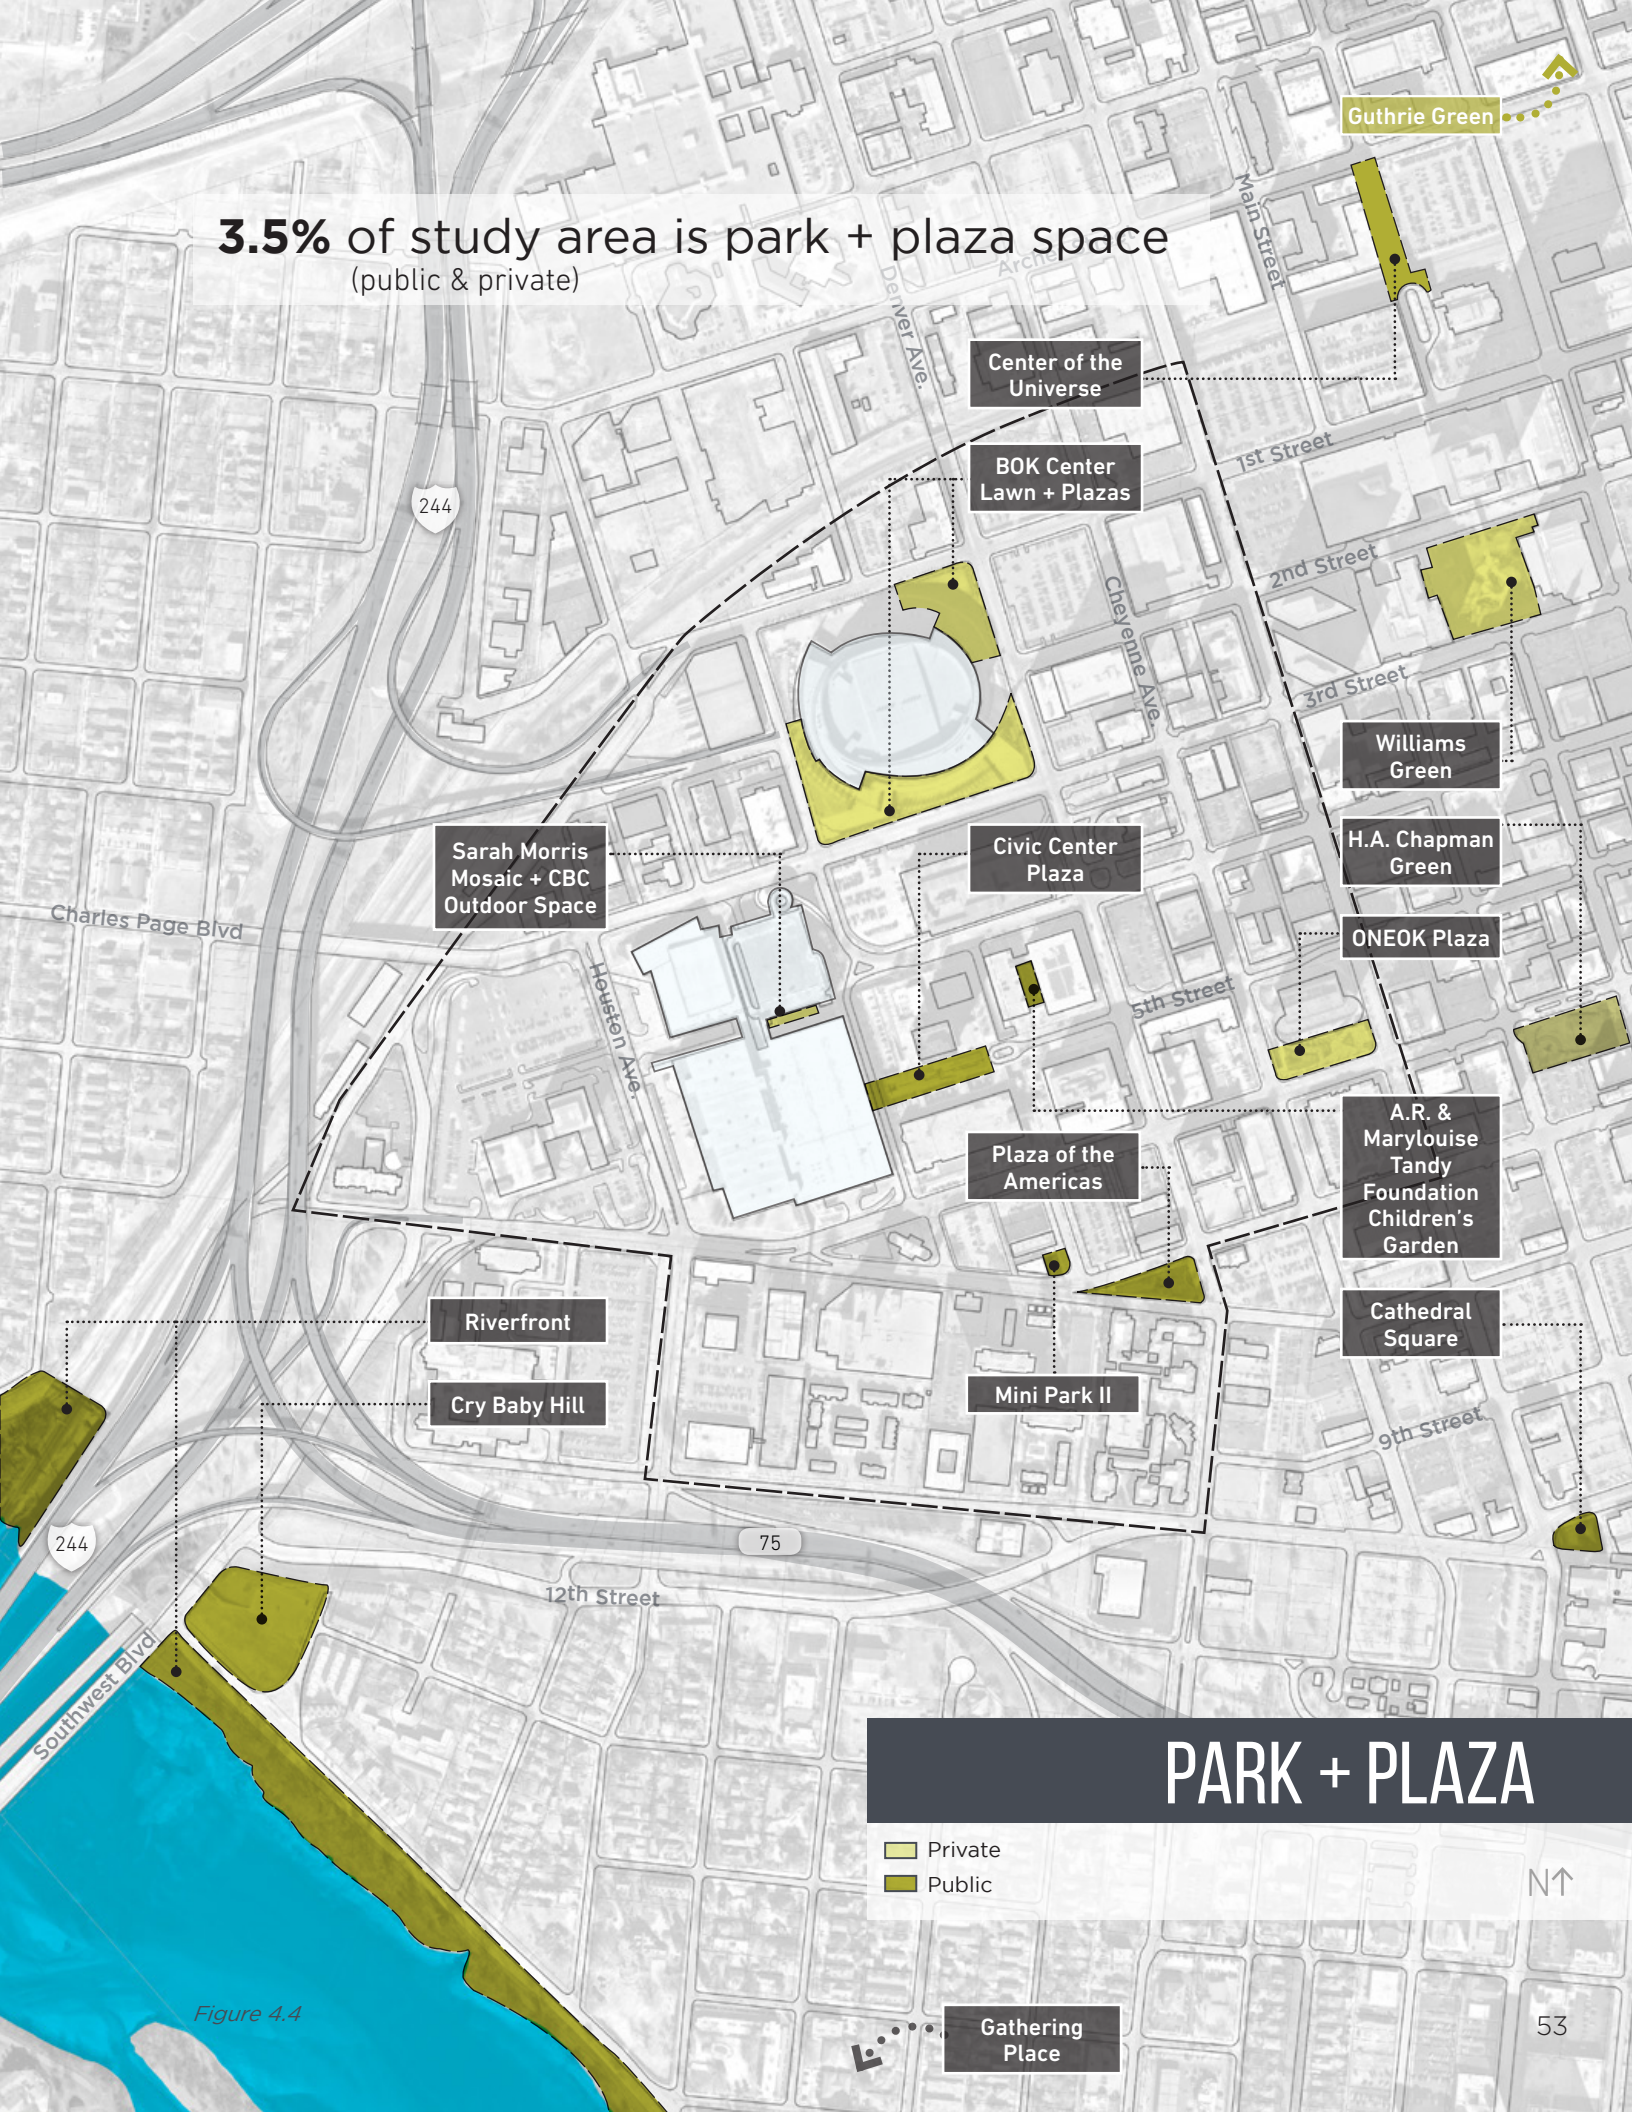 Guthrie Green
3.5% of study area is park + plaza space
(public & private)
Main Street
Denver Ave.
Center of the
Universe
1st Street
BOK Center
Lawn + Plazas
244
2nd Street
Cheyenne Ave.
3rd Street
Williams
Green
Sarah Morris
Mosaic + CBC
Outdoor Space
Civic Center
Plaza
H.A. Chapman
Green
Charles Page Blvd
ONEOK Plaza
Houston Ave.
5th Street
A.R. &
Marylouise
Tandy
Foundation
Children's
Garden
Plaza of the
Americas
Riverfront
Cathedral
Square
Cry Baby Hill
Mini Park II
9th Street
244
75
12th Street
Southwest Blvd
PARK + PLAZA
Private
Public
N↑
Figure 4.4
Gathering
Place
53